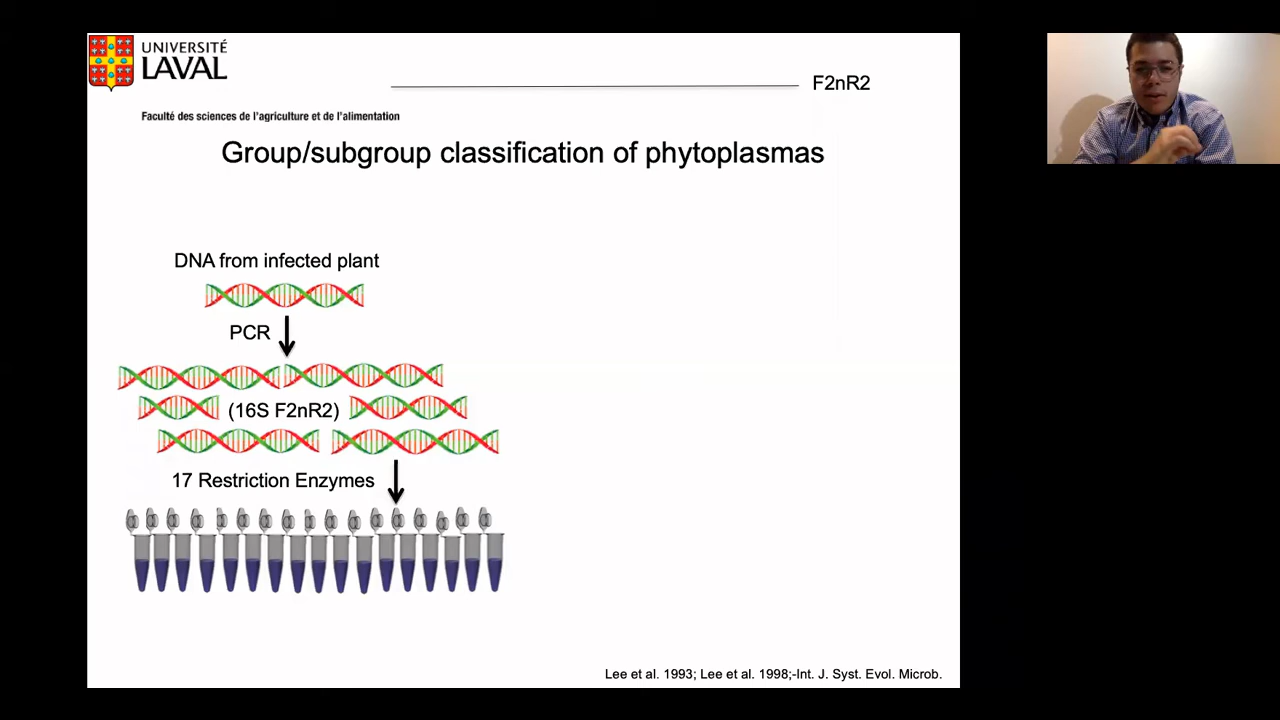 UNIVERSITÉ
LAVAL
F2nR2
Faculté des sciences de l'agriculture et de l'alimentation
Group/subgroup classification of phytoplasmas
DNA from infected plant
PCR
(16S F2nR2)
17 Restriction Enzymes
Lee et al. 1993; Lee et al. 1998;-Int. J. Syst. Evol. Microb.